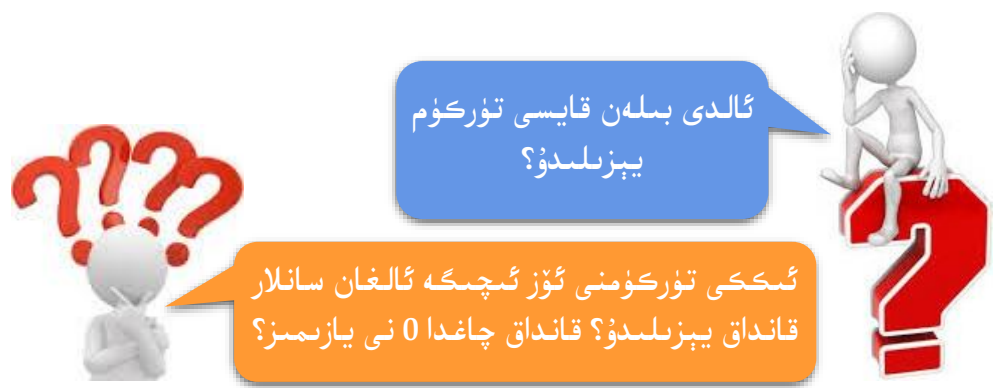 ئالدى بىلەن قايسى تۈركۈم
يېزىلىدۇ؟
ئىككى تۈركۈمنى ئۆز ئىچىگە ئالغان سانلار
قانداق يېزىلىدۇ؟ قانداق چاغدا 0 نى يازىمىز؟